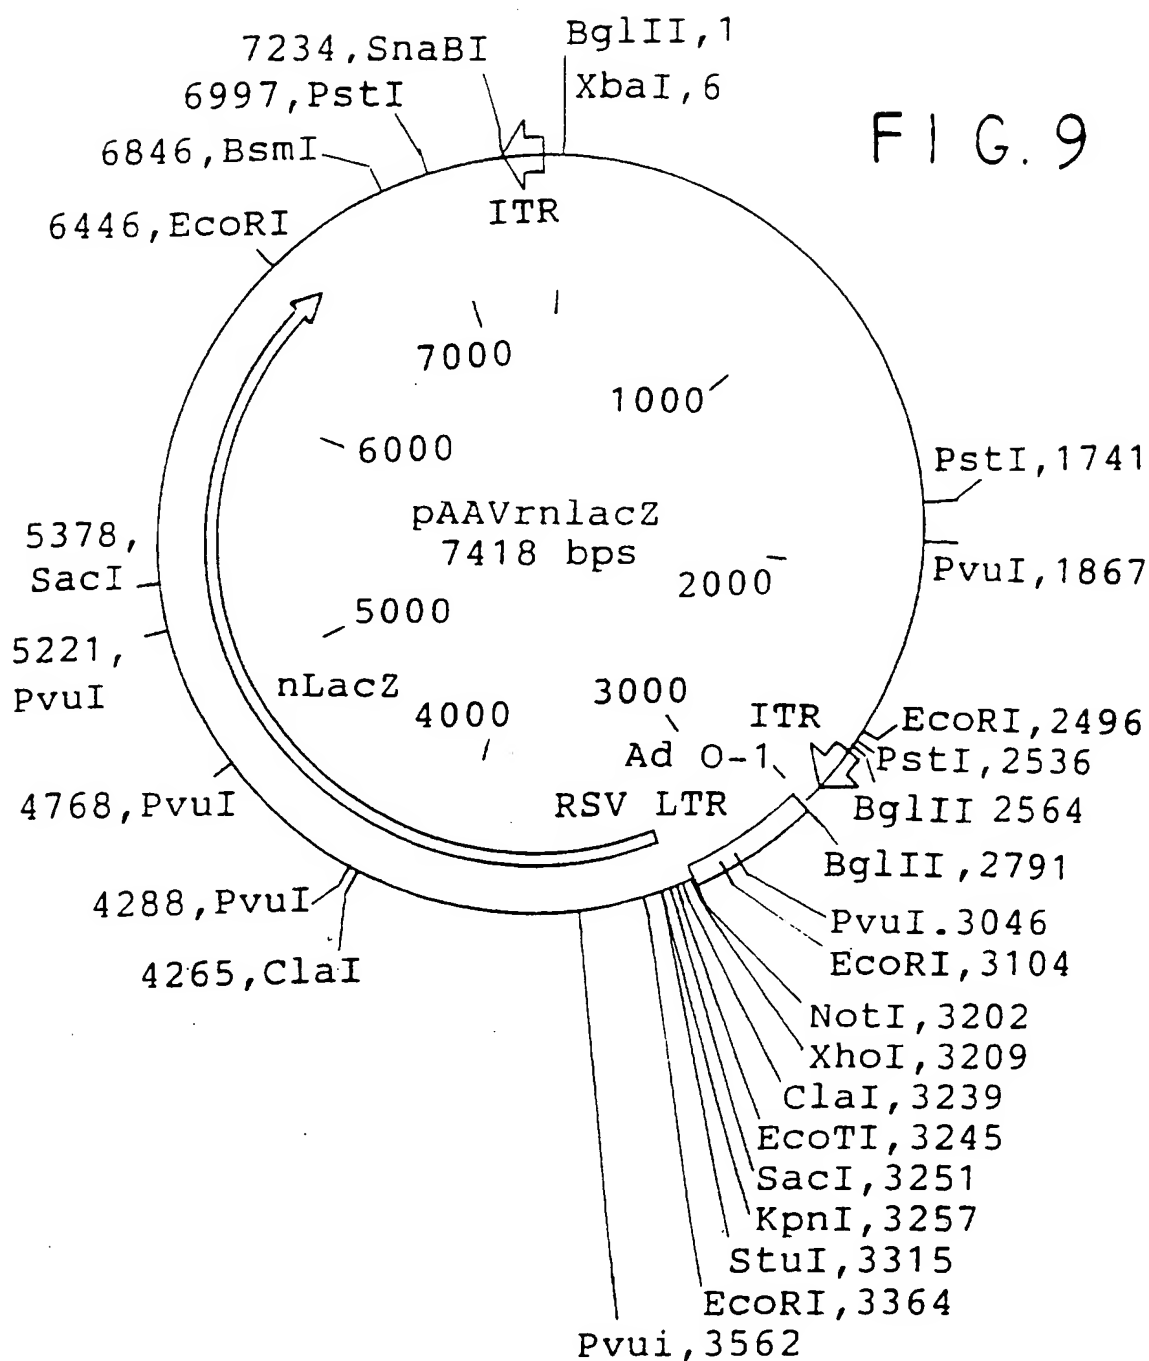 BglII,1
7234,SnaBI
XbaI,6
6997,PstI
FIG.9
6846,BsmI
ITR
6446,EcoRI
7000
1000
6000
PstI,1741
pAAVrnlacZ
7418 bps
5378,
SacI
2000
PvuI,1867
5000
5221,
PvuI
nLacZ
3000
4000
ITR
EcoRI,2496
Ad O-1
PstI,2536
4768,PvuI
RSV LTR
BglII 2564
BglII,2791
4288,PvuI
PvuI.3046
4265,ClaI
EcoRI,3104
NotI,3202
XhoI,3209
ClaI,3239
EcoTI,3245
SacI,3251
KpnI,3257
StuI,3315
EcoRI,3364
Pvui,3562